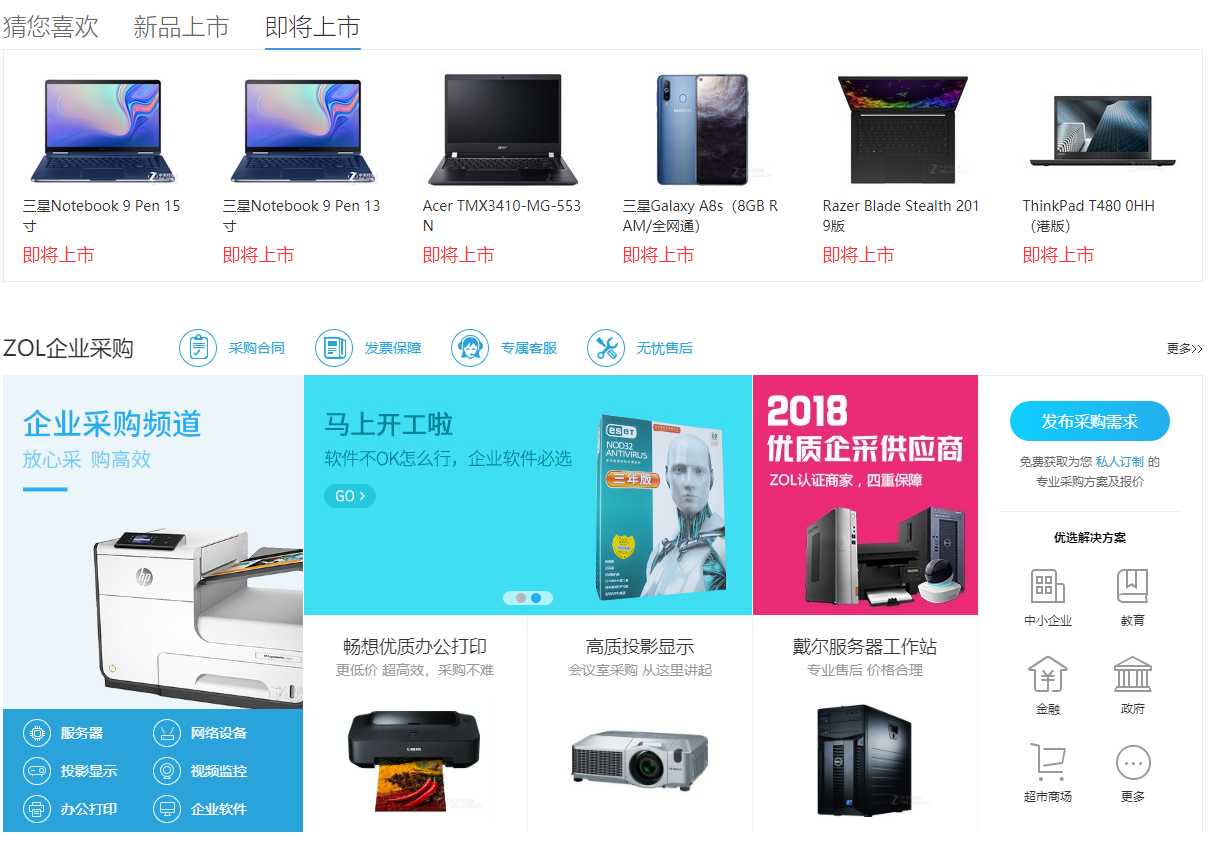 猜您喜欢 新品上市 即将上市
三星Notebook 9 Pen 15
寸
即将上市
三星Notebook 9 Pen 13
寸
即将上市
Acer TMX3410-MG-553
N
即将上市
三星Galaxy A8s（8GB R
AM/全网通）
即将上市
Razer Blade Stealth 201
9版
即将上市
ThinkPad T480 0HH
（港版）
即将上市
ZOL企业采购 采购合同 发票保障 专属客服 无忧售后 更多>>
企业采购频道
放心采 购高效
hp
服务器 网络设备
投影显示 视频监控
办公打印 企业软件
马上开工啦
软件不OK怎么行，企业软件必选
GO >
eSET
NOD32
ANTIVIRUS
三年版
2018
优质企采供应商
ZOL认证商家，四重保障
畅想优质办公打印
更低价 超高效，采购不难
高质投影显示
会议室采购 从这里讲起
戴尔服务器工作站
专业售后 价格合理
发布采购需求
免费获取为您 私人订制 的
专业采购方案及报价
优选解决方案
中小企业 教育
金融 政府
超市商场 更多